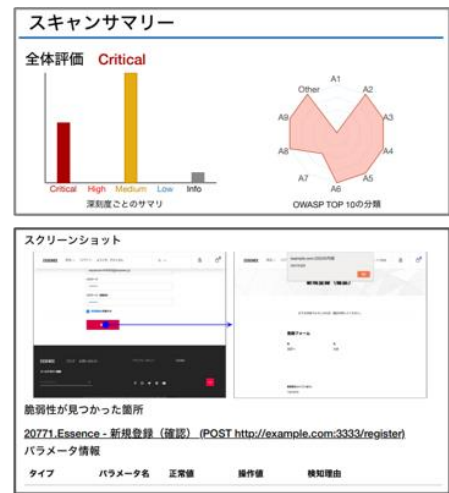 スキャンサマリー
全体評価 Critical
Critical High Medium Low Info
深刻度ごとのサマリ
A1
Other A2
A9 A3
A8 A4
A7 A5
A6
OWASP TOP 10の分類
スクリーンショット
新規登録（確認）
脆弱性が見つかった箇所
20771.Essence - 新規登録（確認） (POST http://example.com:3333/register)
パラメータ情報
タイプ パラメータ名 正常値 操作値 検知理由